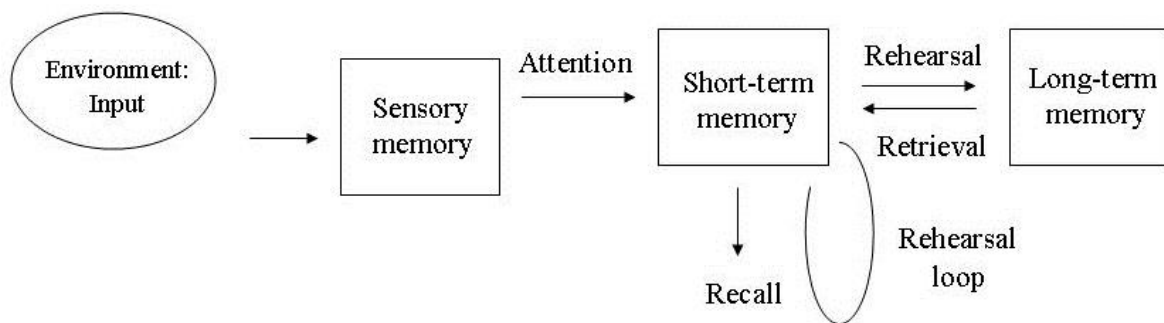 Environment:
Input
Sensory
memory
Attention
Short-term
memory
Rehearsal
Retrieval
Long-term
memory
Recall
Rehearsal
loop